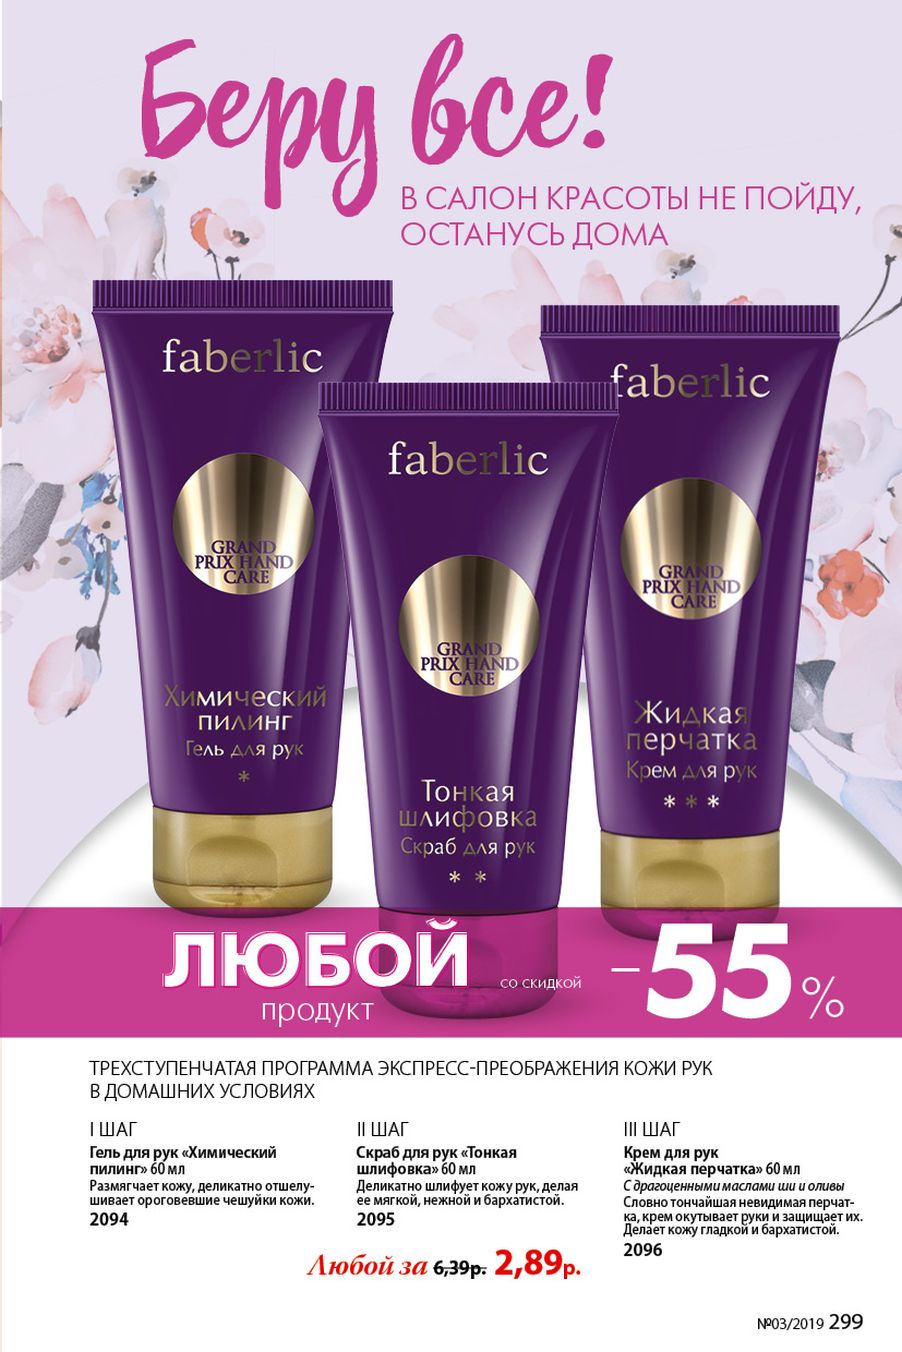 Беру все!
В САЛОН КРАСОТЫ НЕ ПОЙДУ,
ОСТАНУСЬ ДОМА
faberlic
GRAND
PRIX HAND
CARE
Химический
пилинг
Гель для рук
*
faberlic
GRAND
PRIX HAND
CARE
Тонкая
шлифовка
Скраб для рук
* *
faberlic
GRAND
PRIX HAND
CARE
Жидкая
перчатка
Крем для рук
* * *
ЛЮБОЙ
продукт
со скидкой
–55%
ТРЕХСТУПЕНЧАТАЯ ПРОГРАММА ЭКСПРЕСС-ПРЕОБРАЖЕНИЯ КОЖИ РУК
В ДОМАШНИХ УСЛОВИЯХ
I ШАГ
Гель для рук «Химический
пилинг» 60 мл
Размягчает кожу, деликатно отшелу-
шивает ороговевшие чешуйки кожи.
2094
II ШАГ
Скраб для рук «Тонкая
шлифовка» 60 мл
Деликатно шлифует кожу рук, делая
ее мягкой, нежной и бархатистой.
2095
III ШАГ
Крем для рук
«Жидкая перчатка» 60 мл
С драгоценными маслами ши и оливы
Словно тончайшая невидимая перчат-
ка, крем окутывает руки и защищает их.
Делает кожу гладкой и бархатистой.
2096
Любой за 6,39р. 2,89р.
№03/2019 299